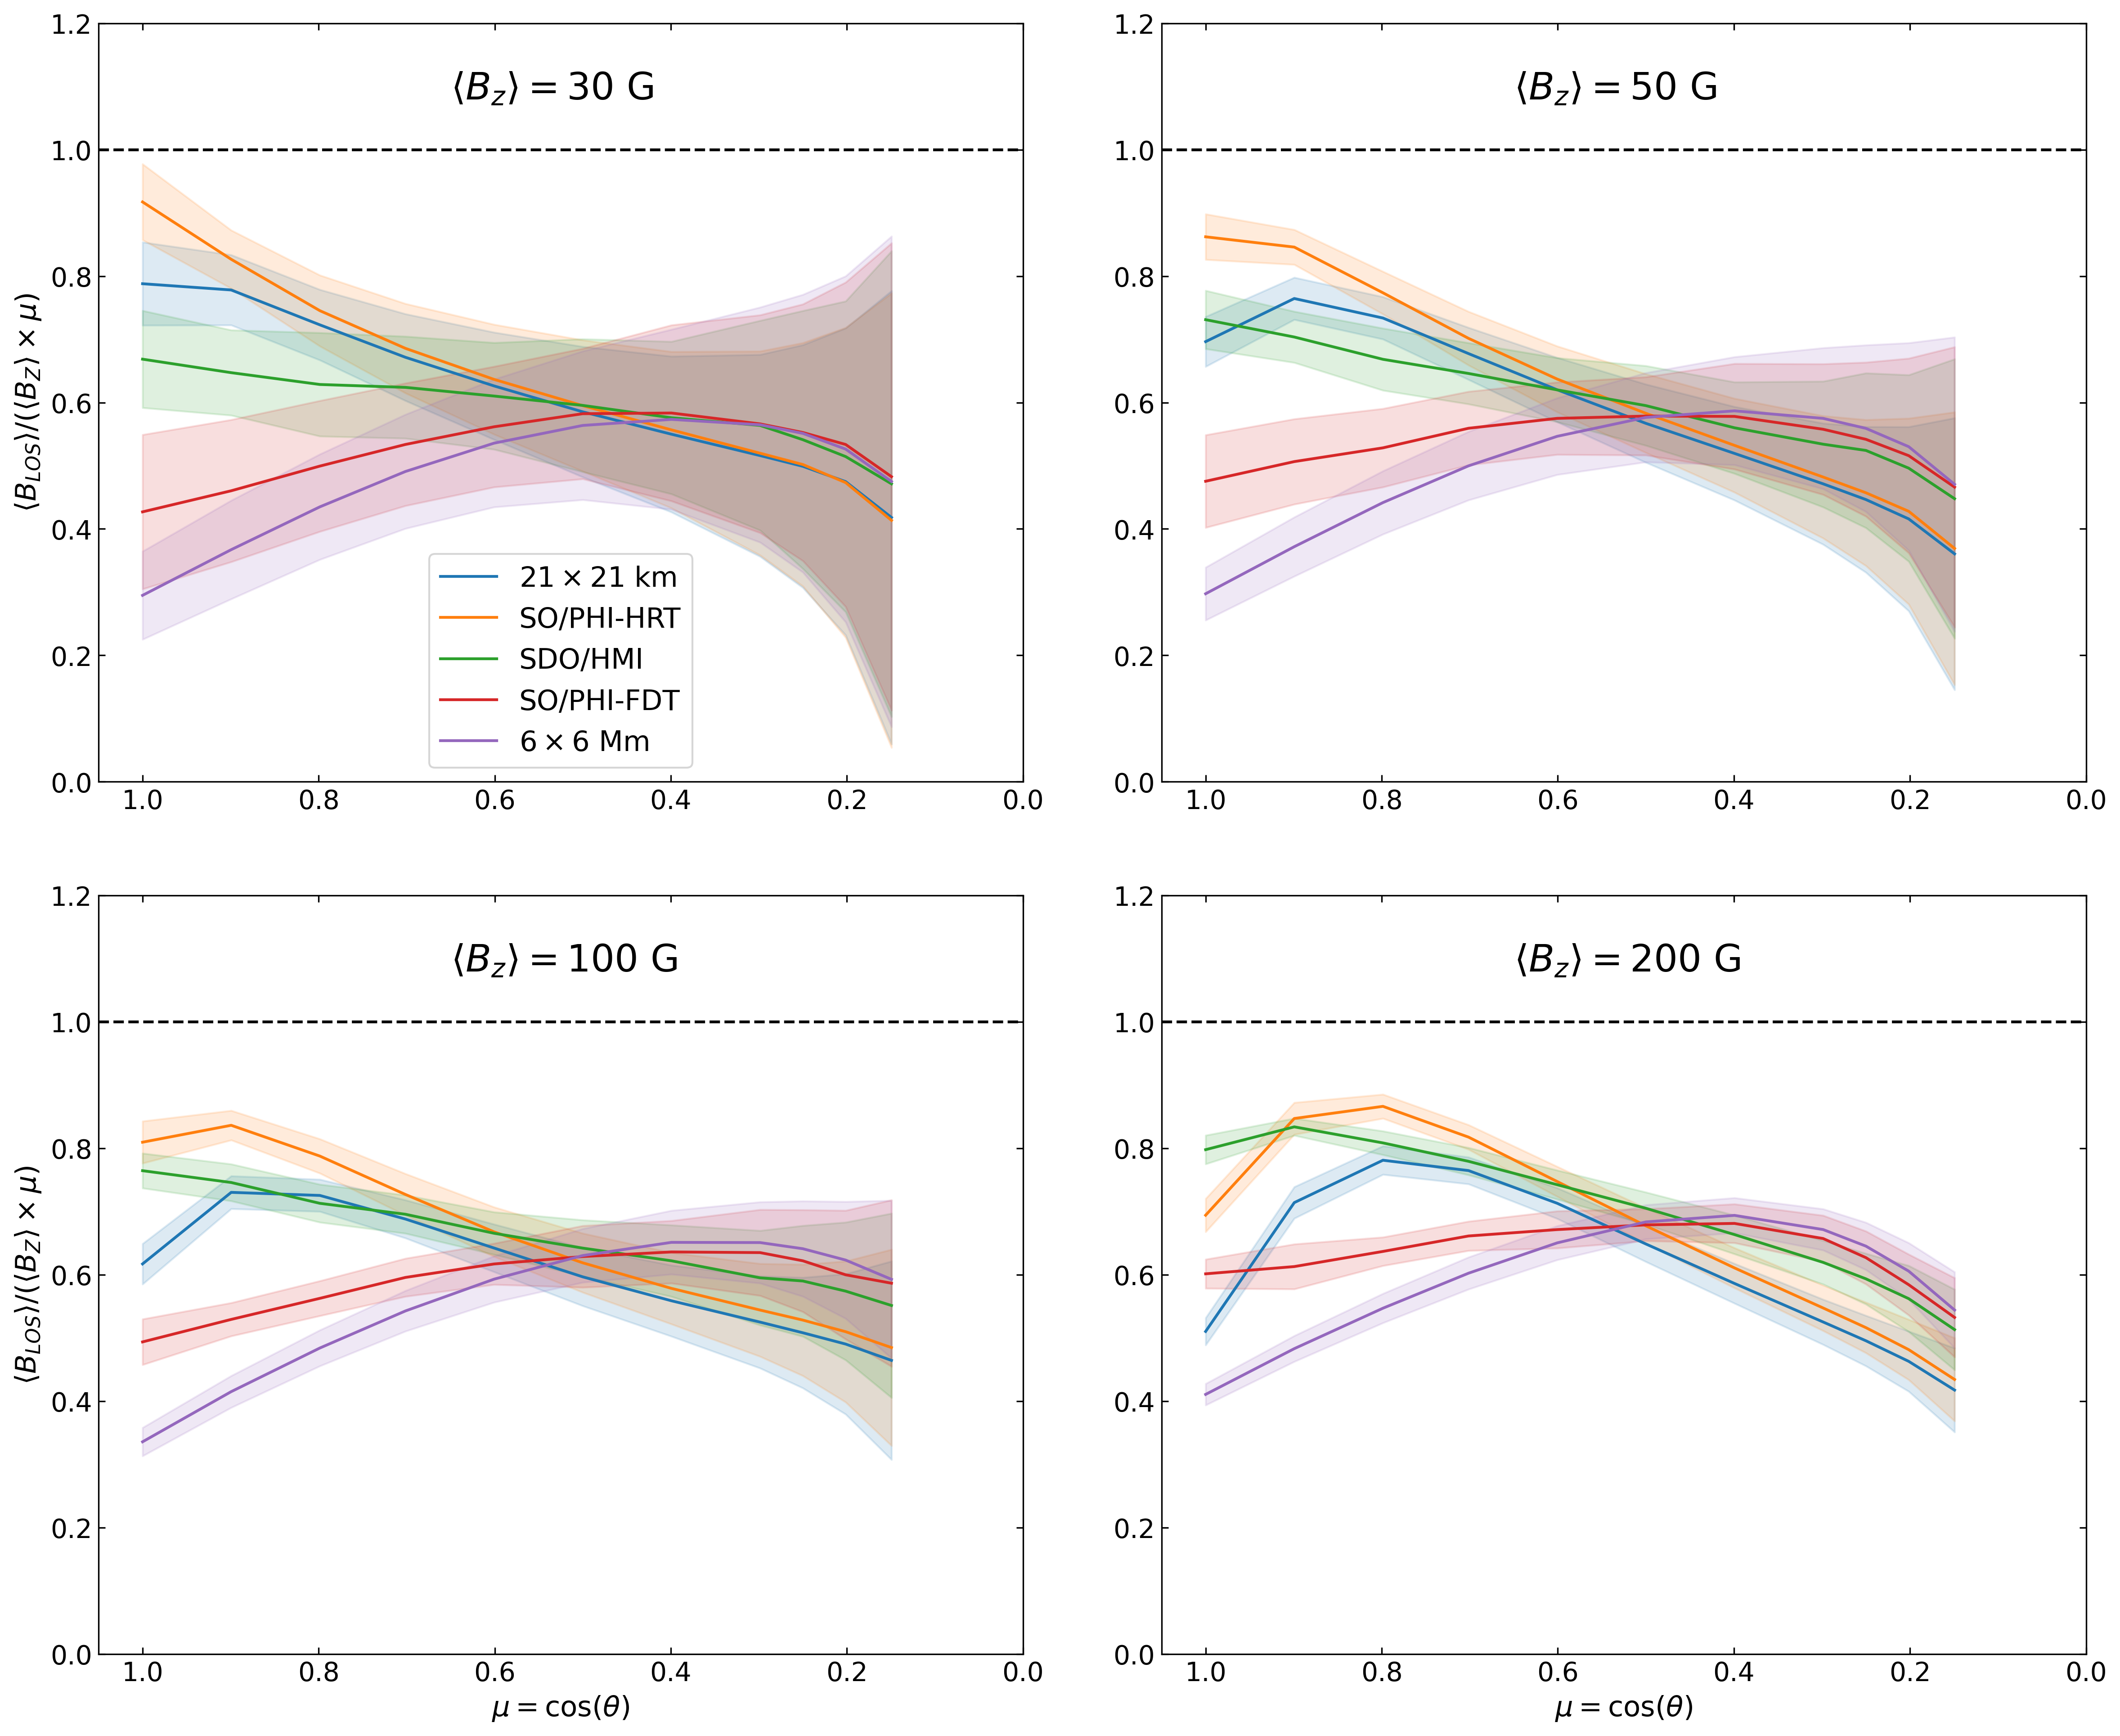 ⟨B_z⟩ = 30 G
⟨B_LOS⟩/(⟨B_Z⟩ × μ)
1.2
1.0
0.8
0.6
0.4
0.2
0.0
21 × 21 km
SO/PHI-HRT
SDO/HMI
SO/PHI-FDT
6 × 6 Mm
1.0 0.8 0.6 0.4 0.2 0.0
⟨B_z⟩ = 50 G
1.2
1.0
0.8
0.6
0.4
0.2
0.0
1.0 0.8 0.6 0.4 0.2 0.0
⟨B_z⟩ = 100 G
⟨B_LOS⟩/(⟨B_Z⟩ × μ)
1.2
1.0
0.8
0.6
0.4
0.2
0.0
1.0 0.8 0.6 0.4 0.2 0.0
μ = cos(θ)
⟨B_z⟩ = 200 G
1.2
1.0
0.8
0.6
0.4
0.2
0.0
1.0 0.8 0.6 0.4 0.2 0.0
μ = cos(θ)